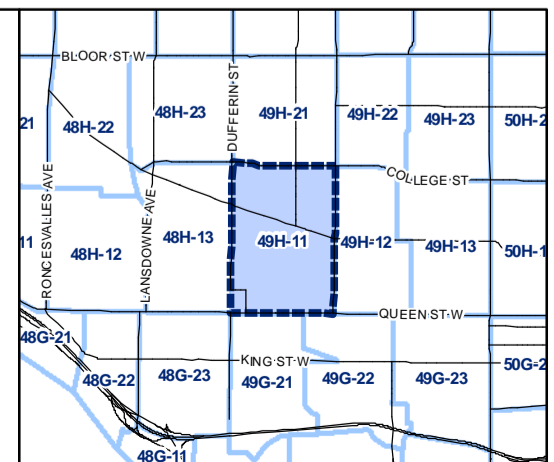 BLOOR ST W
DUFFERIN ST
21
48H-22
48H-23
49H-21
49H-22
49H-23
50H-2
COLLEGE ST
RONCESVALLES AVE
LANSDOWNE AVE
11
48H-12
48H-13
49H-11
49H-12
49H-13
50H-1
QUEEN ST W
48G-21
KING ST W
48G-22
48G-23
49G-21
49G-22
49G-23
50G-2
48G-11